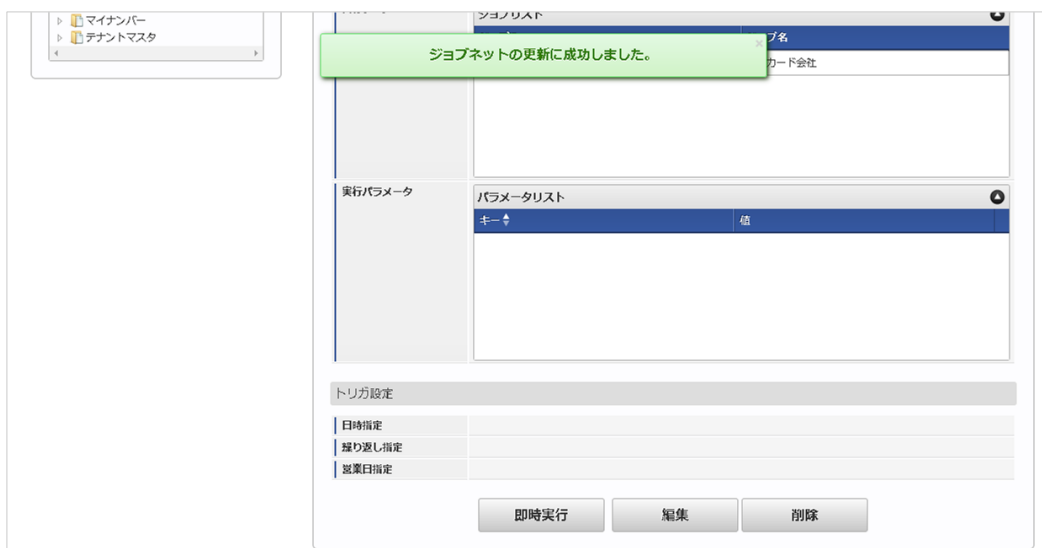 マイナンバー
テナントマスタ
ジョブリスト
ブ名
ジョブネットの更新に成功しました。
×
カード会社
実行パラメータ
パラメータリスト
キー
値
トリガ設定
日時指定
繰り返し指定
営業日指定
即時実行
編集
削除